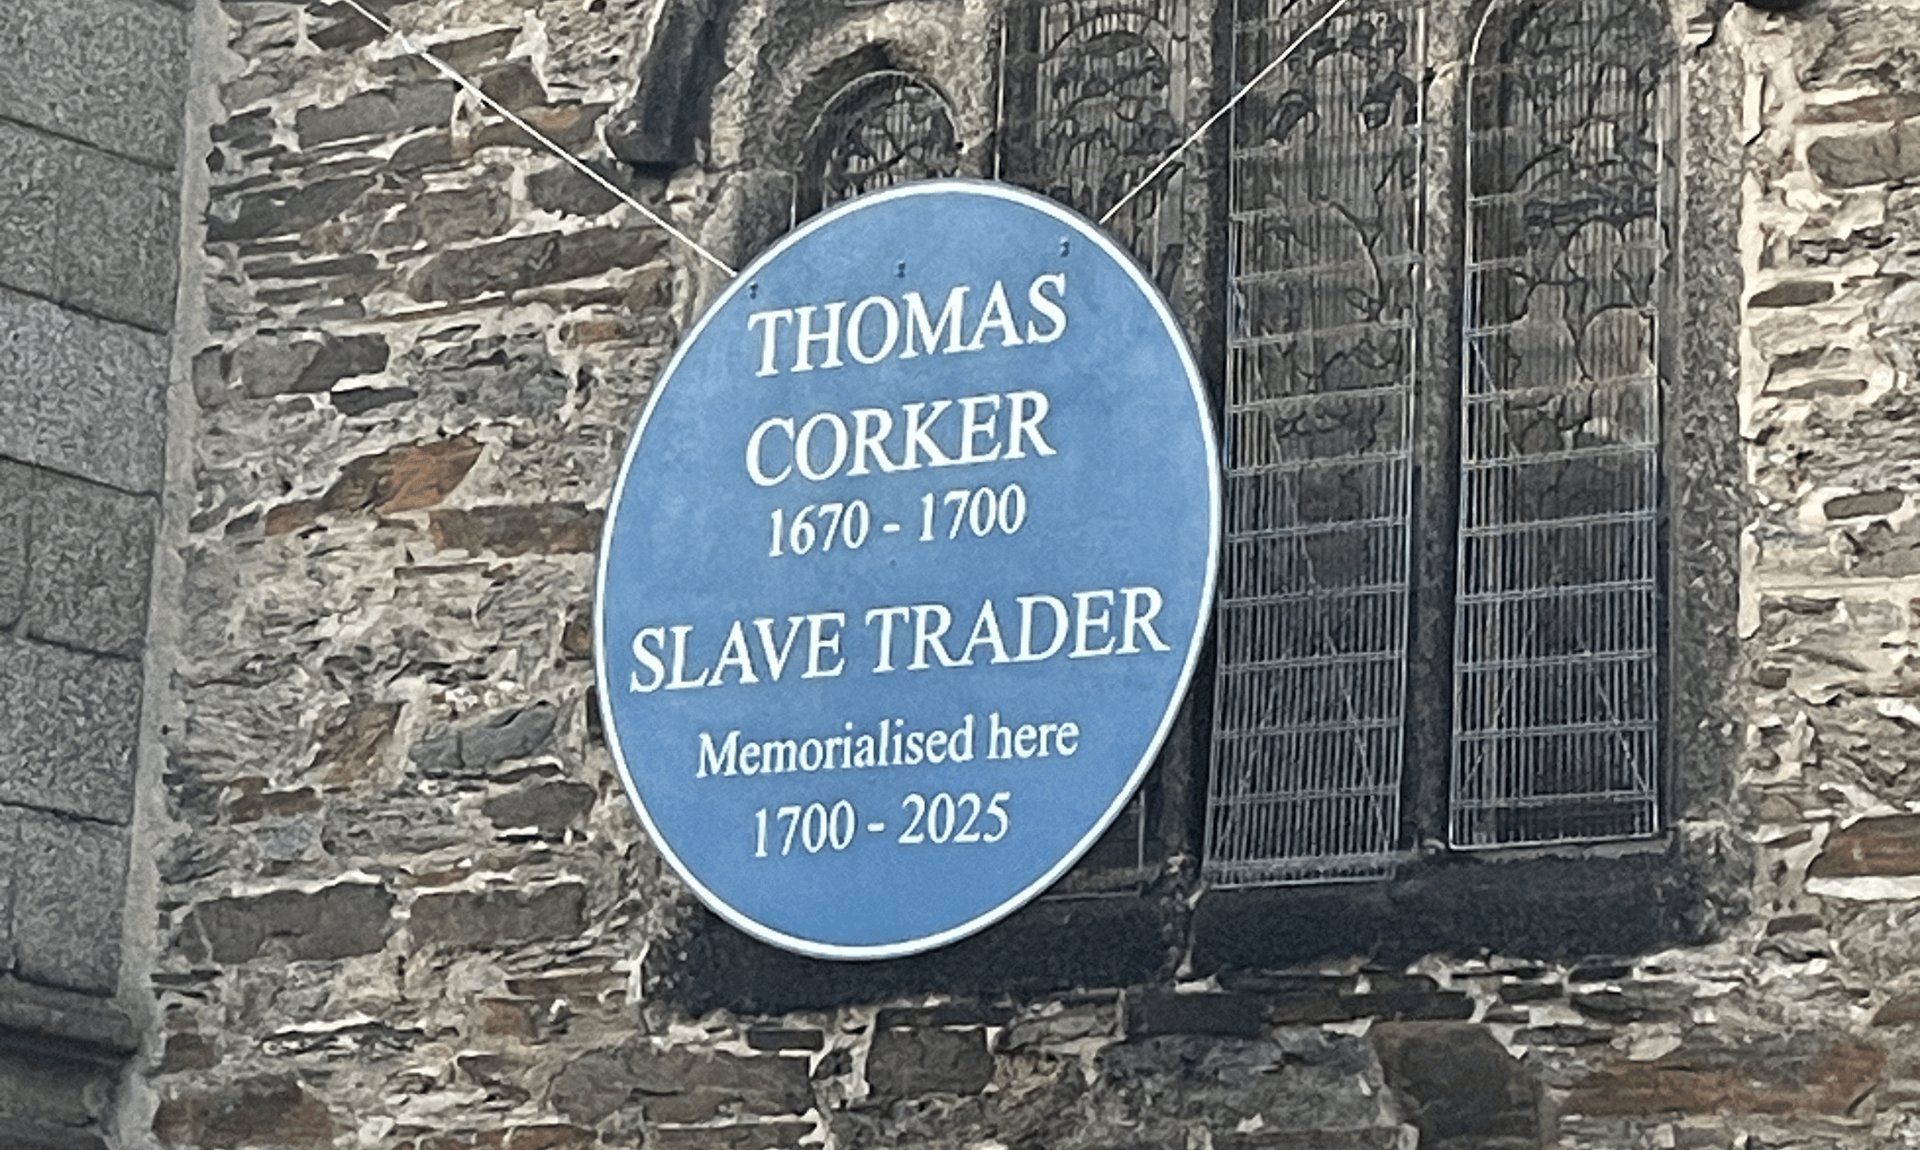 THOMAS
CORKER
1670 - 1700
SLAVE TRADER
Memorialised here
1700 - 2025